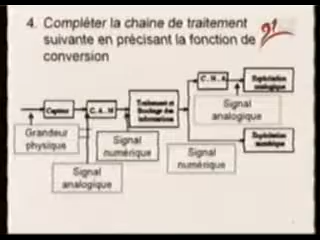 4. Compléter la chaine de traitement
suivante en précisant la fonction de
conversion
Capteur
C. A. N
Traitement et
Stockage des
informations
C. N. A
Exploitation
analogique
Exploitation
numérique
Grandeur
physique
Signal
analogique
Signal
numérique
Signal
numérique
Signal
analogique